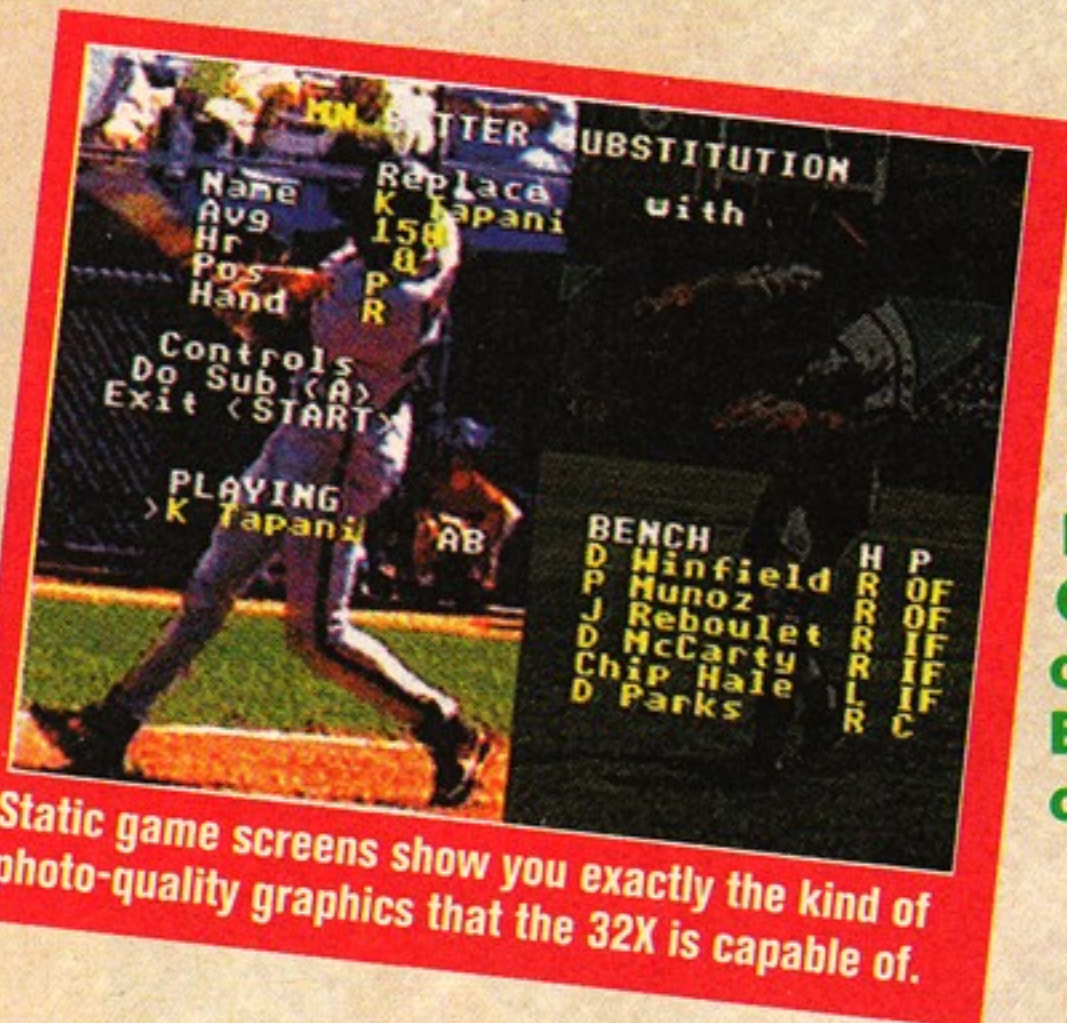 MN BATTER SUBSTITUTION
Replace with
Name K Tapani
Avg
Hr 0
Pos P
Hand R
Controls
Do Sub <A>
Exit <START>
PLAYING
>K Tapani
AB
BENCH H P
D Winfield R OF
P Munoz R OF
J Reboulet R IF
D McCarty R IF
Chip Hale L IF
D Parks R C
Static game screens show you exactly the kind of
photo-quality graphics that the 32X is capable of.